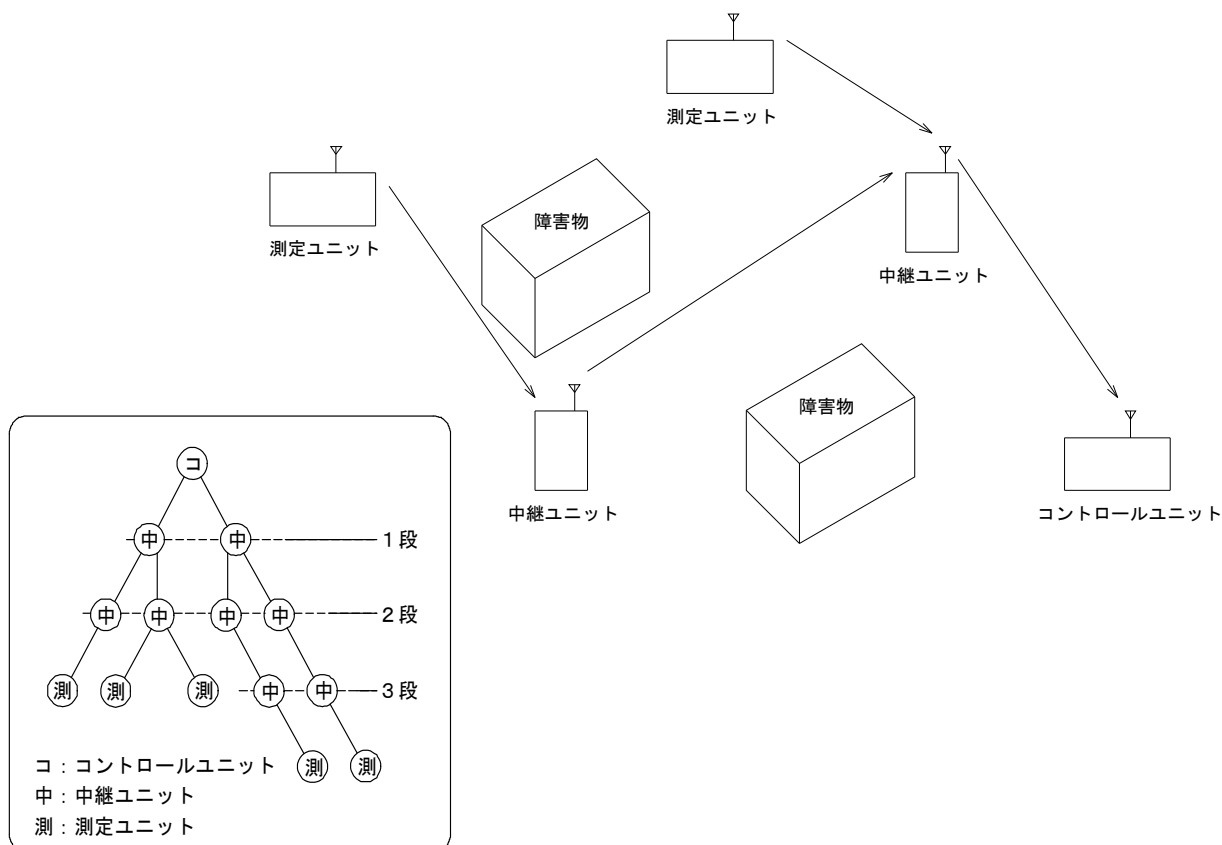 測定ユニット
測定ユニット
障害物
中継ユニット
障害物
中継ユニット
コントロールユニット
コ
中 中 1段
中 中 中 中 2段
測 測 測 中 中 3段
測 測
コ：コントロールユニット
中：中継ユニット
測：測定ユニット